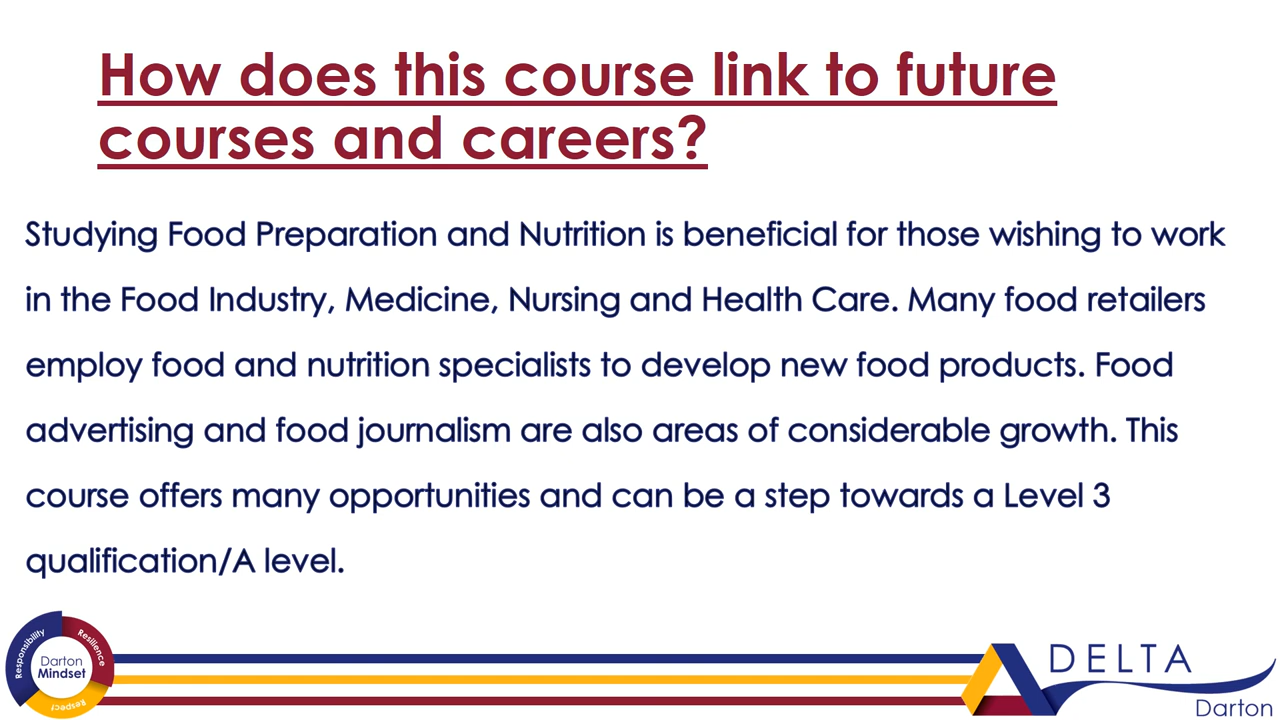 How does this course link to future
courses and careers?
Studying Food Preparation and Nutrition is beneficial for those wishing to work
in the Food Industry, Medicine, Nursing and Health Care. Many food retailers
employ food and nutrition specialists to develop new food products. Food
advertising and food journalism are also areas of considerable growth. This
course offers many opportunities and can be a step towards a Level 3
qualification/A level.
Responsibility
Resilience
Darton
Mindset
Respect
DELTA
Darton